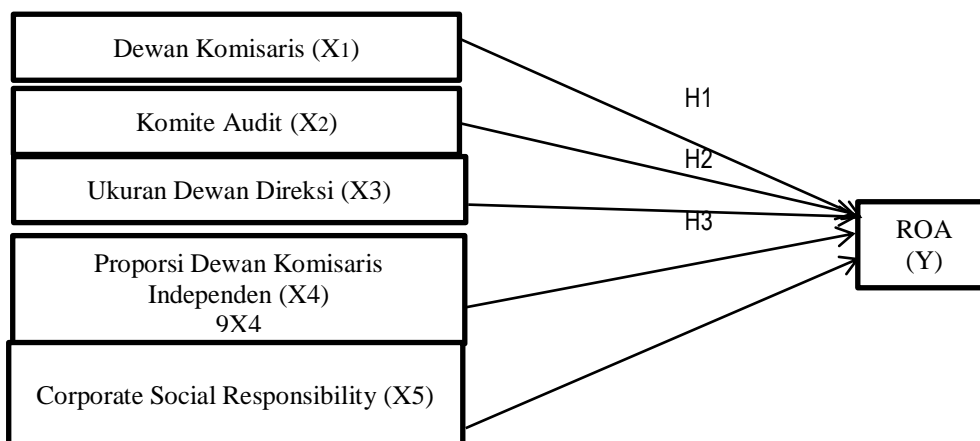 Dewan Komisaris (X1)
Komite Audit (X2)
Ukuran Dewan Direksi (X3)
Proporsi Dewan Komisaris
Independen (X4)
9X4
Corporate Social Responsibility (X5)
H1
H2
H3
ROA
(Y)